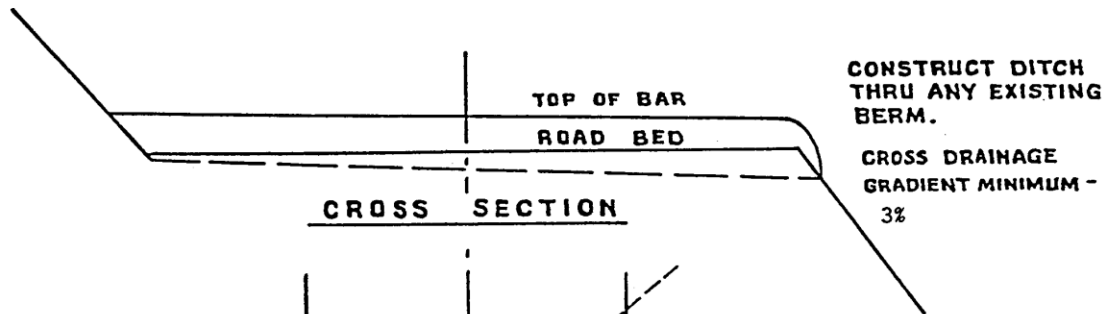 TOP OF BAR
ROAD BED
CROSS SECTION
CONSTRUCT DITCH
THRU ANY EXISTING
BERM.
CROSS DRAINAGE
GRADIENT MINIMUM -
3%